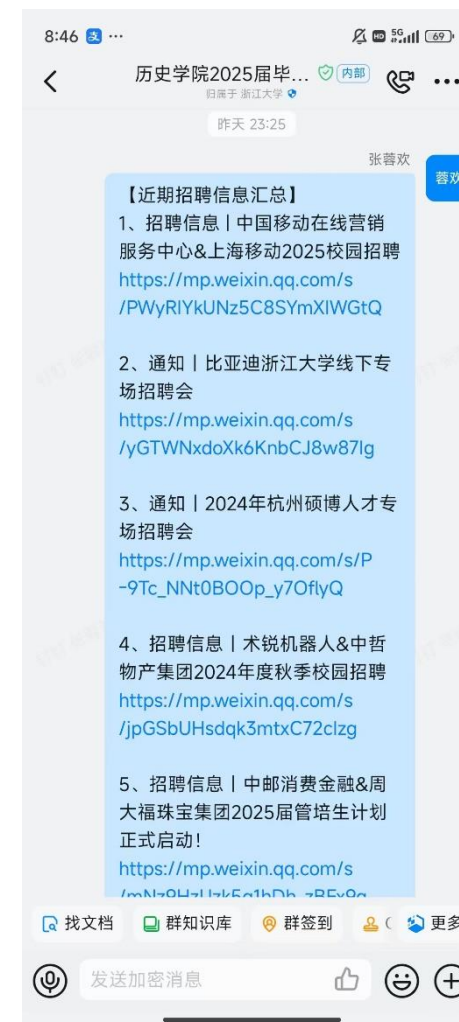 8:46
5G
69
历史学院2025届毕...
内部
归属于 浙江大学
昨天 23:25
张蓉欢
蓉欢
【近期招聘信息汇总】
1、招聘信息丨中国移动在线营销
服务中心&上海移动2025校园招聘
https://mp.weixin.qq.com/s
/PWyRIYkUNz5C8SYmXlWGtQ
2、通知丨比亚迪浙江大学线下专
场招聘会
https://mp.weixin.qq.com/s
/yGTWNxdoXk6KnbCJ8w87lg
3、通知丨2024年杭州硕博人才专
场招聘会
https://mp.weixin.qq.com/s/P
-9Tc_NNt0BOOp_y7OflyQ
4、招聘信息丨术锐机器人&中哲
物产集团2024年度秋季校园招聘
https://mp.weixin.qq.com/s
/jpGSbUHsdqk3mtxC72clzg
5、招聘信息丨中邮消费金融&周
大福珠宝集团2025届管培生计划
正式启动!
https://mp.weixin.qq.com/s
找文档
群知识库
群签到
更多
发送加密消息